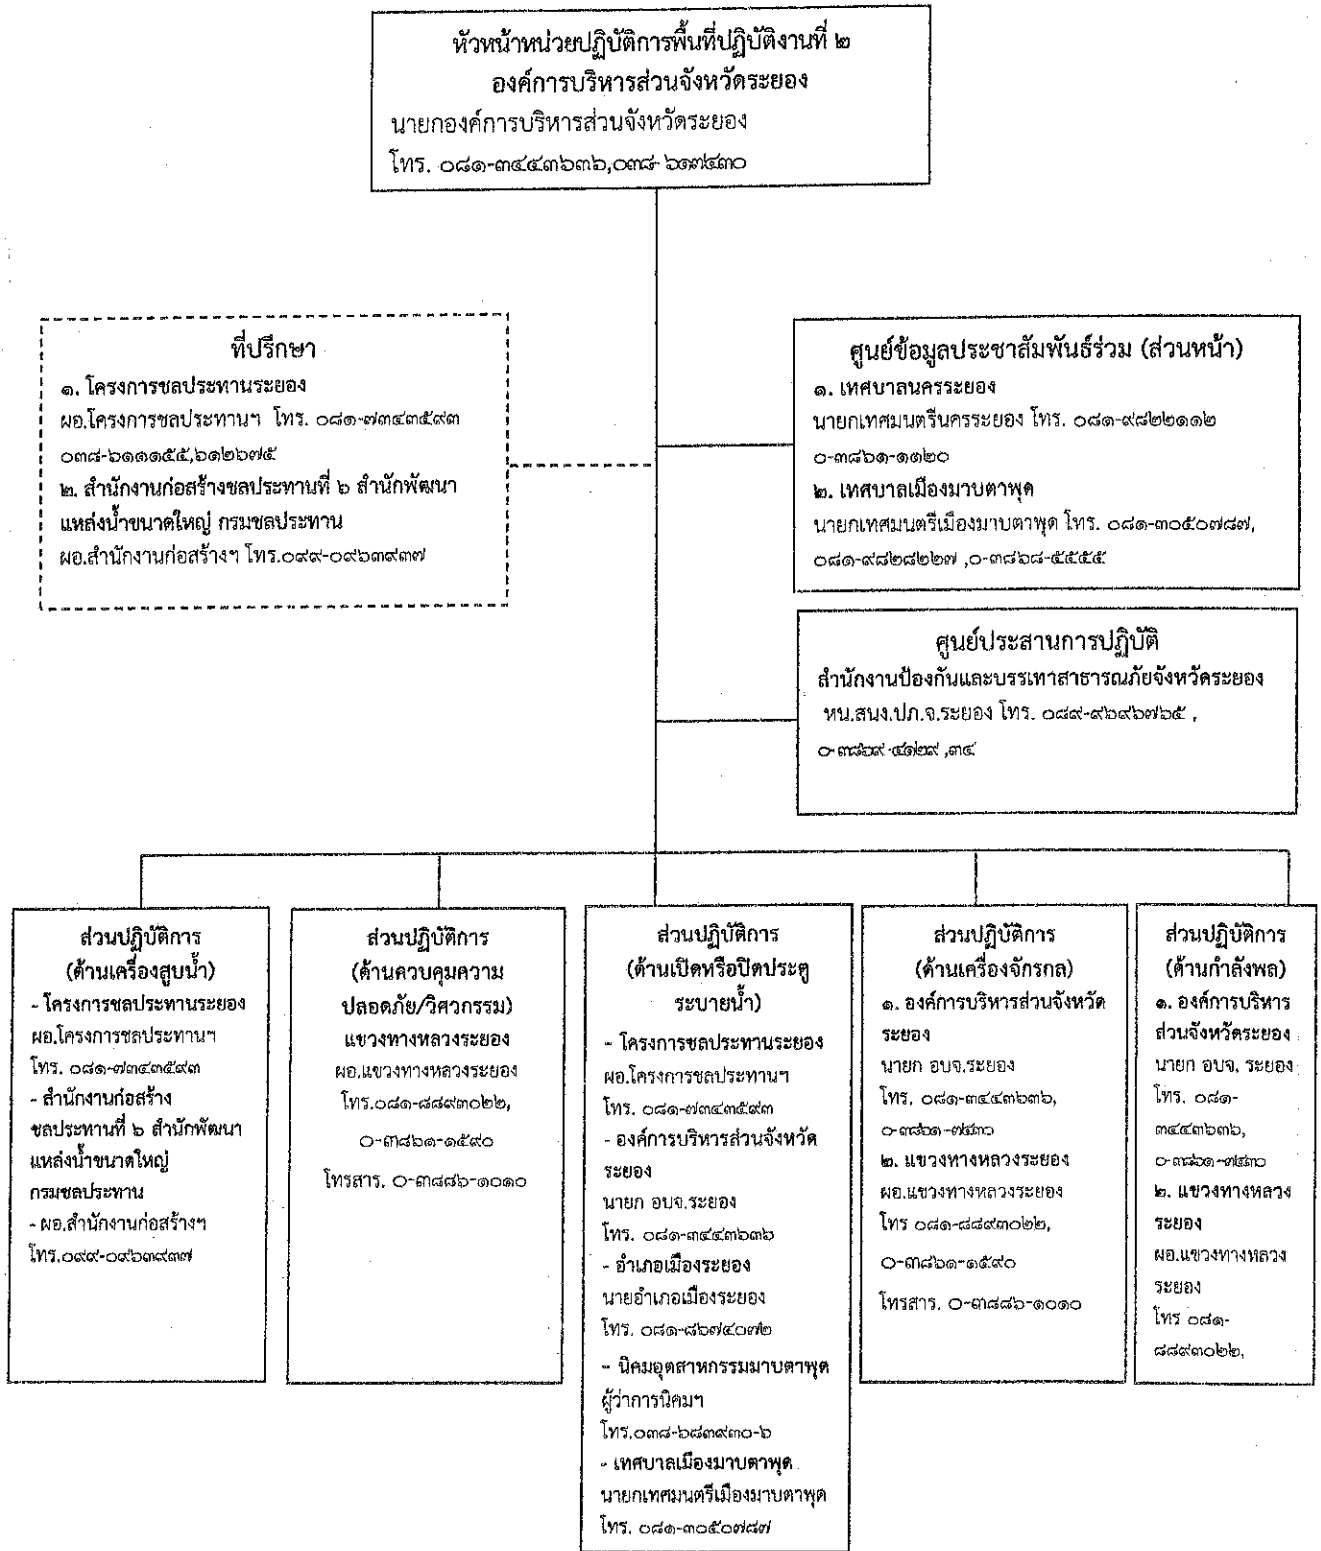 หัวหน้าหน่วยปฏิบัติการพื้นที่ปฏิบัติงานที่ ๒
องค์การบริหารส่วนจังหวัดระยอง
นายกองค์การบริหารส่วนจังหวัดระยอง
โทร. ๐๘๑-๓๔๔๓๖๓๖,๐๓๘-๖๑๗๔๓๐
ที่ปรึกษา
๑. โครงการชลประทานระยอง
ผอ.โครงการชลประทานฯ โทร. ๐๘๑-๗๓๔๓๕๙๓
๐๓๘-๖๑๑๑๕๕,๖๑๒๖๗๕
๒. สำนักงานก่อสร้างชลประทานที่ ๖ สำนักพัฒนา
แหล่งน้ำขนาดใหญ่ กรมชลประทาน
ผอ.สำนักงานก่อสร้างฯ โทร.๐๙๙-๐๙๖๓๙๓๗
ศูนย์ข้อมูลประชาสัมพันธ์ร่วม (ส่วนหน้า)
๑. เทศบาลนครระยอง
นายกเทศมนตรีนครระยอง โทร. ๐๘๑-๙๘๒๒๑๑๒
๐-๓๘๖๑-๑๑๒๐
๒. เทศบาลเมืองมาบตาพุด
นายกเทศมนตรีเมืองมาบตาพุด โทร. ๐๘๑-๓๐๕๐๗๘๗,
๐๘๑-๙๘๒๘๒๒๗ ,๐-๓๘๖๘-๕๕๕๕
ศูนย์ประสานการปฏิบัติ
สำนักงานป้องกันและบรรเทาสาธารณภัยจังหวัดระยอง
หน.สนง.ปภ.จ.ระยอง โทร. ๐๘๙-๙๖๙๖๗๖๕ ,
๐-๓๘๖๙-๔๑๒๙ ,๓๔
ส่วนปฏิบัติการ
(ด้านเครื่องสูบน้ำ)
- โครงการชลประทานระยอง
ผอ.โครงการชลประทานฯ
โทร. ๐๘๑-๗๓๔๓๕๙๓
- สำนักงานก่อสร้าง
ชลประทานที่ ๖ สำนักพัฒนา
แหล่งน้ำขนาดใหญ่
กรมชลประทาน
- ผอ.สำนักงานก่อสร้างฯ
โทร.๐๙๙-๐๙๖๓๙๓๗
ส่วนปฏิบัติการ
(ด้านควบคุมความ
ปลอดภัย/วิศวกรรม)
แขวงทางหลวงระยอง
ผอ.แขวงทางหลวงระยอง
โทร.๐๘๑-๘๘๙๓๐๒๒,
๐-๓๘๖๑-๑๕๙๐
โทรสาร. ๐-๓๘๘๖-๑๐๑๐
ส่วนปฏิบัติการ
(ด้านเปิดหรือปิดประตู
ระบายน้ำ)
- โครงการชลประทานระยอง
ผอ.โครงการชลประทานฯ
โทร. ๐๘๑-๗๓๔๓๕๙๓
- องค์การบริหารส่วนจังหวัด
ระยอง
นายก อบจ.ระยอง
โทร. ๐๘๑-๓๔๔๓๖๓๖
- อำเภอเมืองระยอง
นายอำเภอเมืองระยอง
โทร. ๐๘๑-๘๖๗๔๐๗๒
- นิคมอุตสาหกรรมมาบตาพุด
ผู้ว่าการนิคมฯ
โทร.๐๓๘-๖๘๓๙๓๐-๖
- เทศบาลเมืองมาบตาพุด
นายกเทศมนตรีเมืองมาบตาพุด
โทร. ๐๘๑-๓๐๕๐๗๘๗
ส่วนปฏิบัติการ
(ด้านเครื่องจักรกล)
๑. องค์การบริหารส่วนจังหวัด
ระยอง
นายก อบจ.ระยอง
โทร. ๐๘๑-๓๔๔๓๖๓๖,
๐-๓๘๖๑-๗๔๓๐
๒. แขวงทางหลวงระยอง
ผอ.แขวงทางหลวงระยอง
โทร ๐๘๑-๘๘๙๓๐๒๒,
๐-๓๘๖๑-๑๕๙๐
โทรสาร. ๐-๓๘๘๖-๑๐๑๐
ส่วนปฏิบัติการ
(ด้านกำลังพล)
๑. องค์การบริหาร
ส่วนจังหวัดระยอง
นายก อบจ. ระยอง
โทร. ๐๘๑-
๓๔๔๓๖๓๖,
๐-๓๘๖๑-๗๔๓๐
๒. แขวงทางหลวง
ระยอง
ผอ.แขวงทางหลวง
ระยอง
โทร ๐๘๑-
๘๘๙๓๐๒๒,